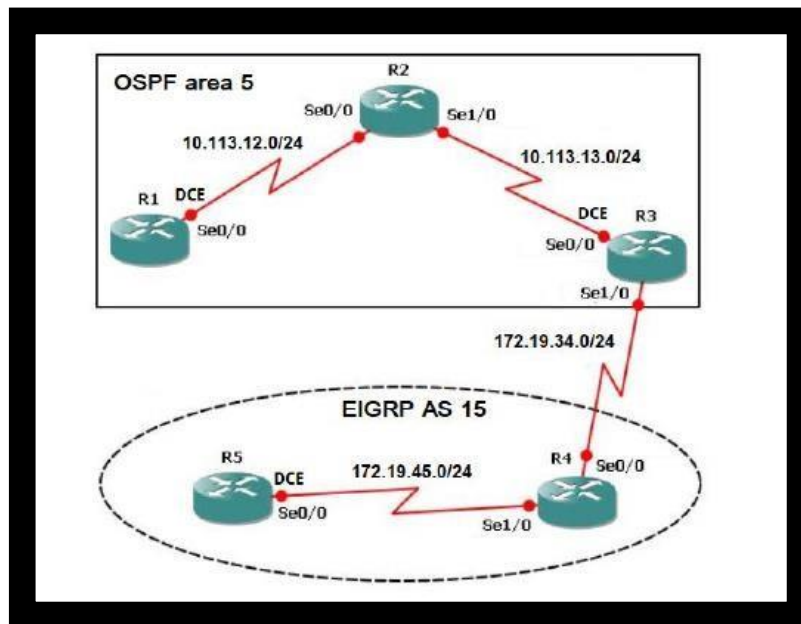 OSPF area 5
R2
Se0/0
Se1/0
10.113.12.0/24
10.113.13.0/24
R1
DCE
Se0/0
DCE
R3
Se0/0
Se1/0
172.19.34.0/24
EIGRP AS 15
R5
DCE
172.19.45.0/24
R4
Se0/0
Se0/0
Se1/0